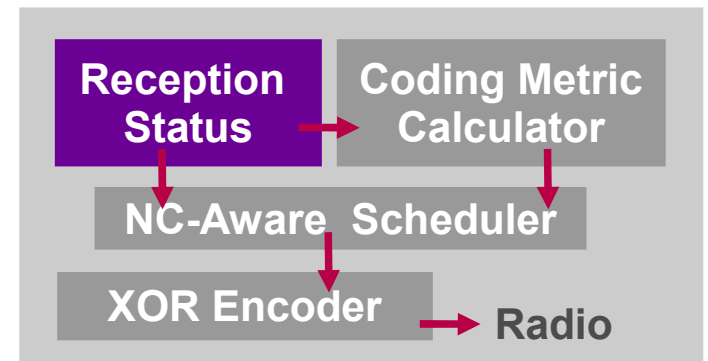 Reception
Status
Coding Metric
Calculator
NC-Aware Scheduler
XOR Encoder
Radio